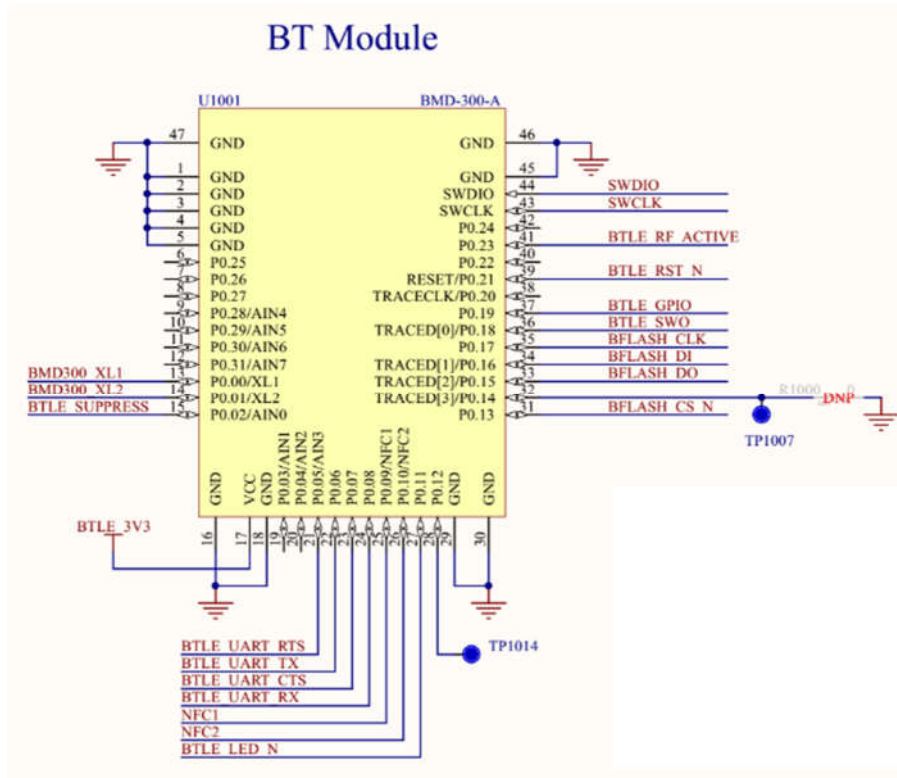 BT Module
U1001 BMD-300-A
47 GND GND 46
1 GND GND 45
2 GND SWDIO 44 SWDIO
3 GND SWCLK 43 SWCLK
4 GND P0.24 42
5 GND P0.23 41 BTLE_RF_ACTIVE
6 P0.25 P0.22 40
7 P0.26 RESET/P0.21 39 BTLE_RST_N
8 P0.27 TRACECLK/P0.20 38
9 P0.28/AIN4 P0.19 37 BTLE_GPIO
10 P0.29/AIN5 TRACED[0]/P0.18 36 BTLE_SWO
11 P0.30/AIN6 P0.17 35 BFLASH_CLK
12 P0.31/AIN7 TRACED[1]/P0.16 34 BFLASH_DI
BMD300_XL1 13 P0.00/XL1 TRACED[2]/P0.15 33 BFLASH_DO
BMD300_XL2 14 P0.01/XL2 TRACED[3]/P0.14 32 R1000 0 DNP
BTLE_SUPPRESS 15 P0.02/AIN0 P0.13 31 BFLASH_CS_N
TP1007
GND VCC GND P0.03/AIN1 P0.04/AIN2 P0.05/AIN3 P0.06 P0.07 P0.08 P0.09/NFC1 P0.10/NFC2 P0.11 P0.12 GND GND
BTLE_3V3
16 17 18 19 20 21 22 23 24 25 26 27 28 29 30
BTLE_UART_RTS TP1014
BTLE_UART_TX
BTLE_UART_CTS
BTLE_UART_RX
NFC1
NFC2
BTLE_LED_N